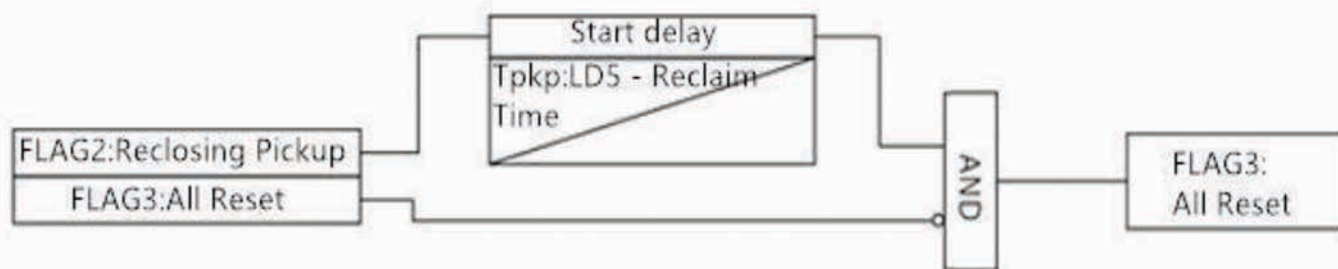 Start delay
Tpkp:LD5 - Reclaim
Time
FLAG2:Reclosing Pickup
FLAG3:All Reset
AND
FLAG3:
All Reset